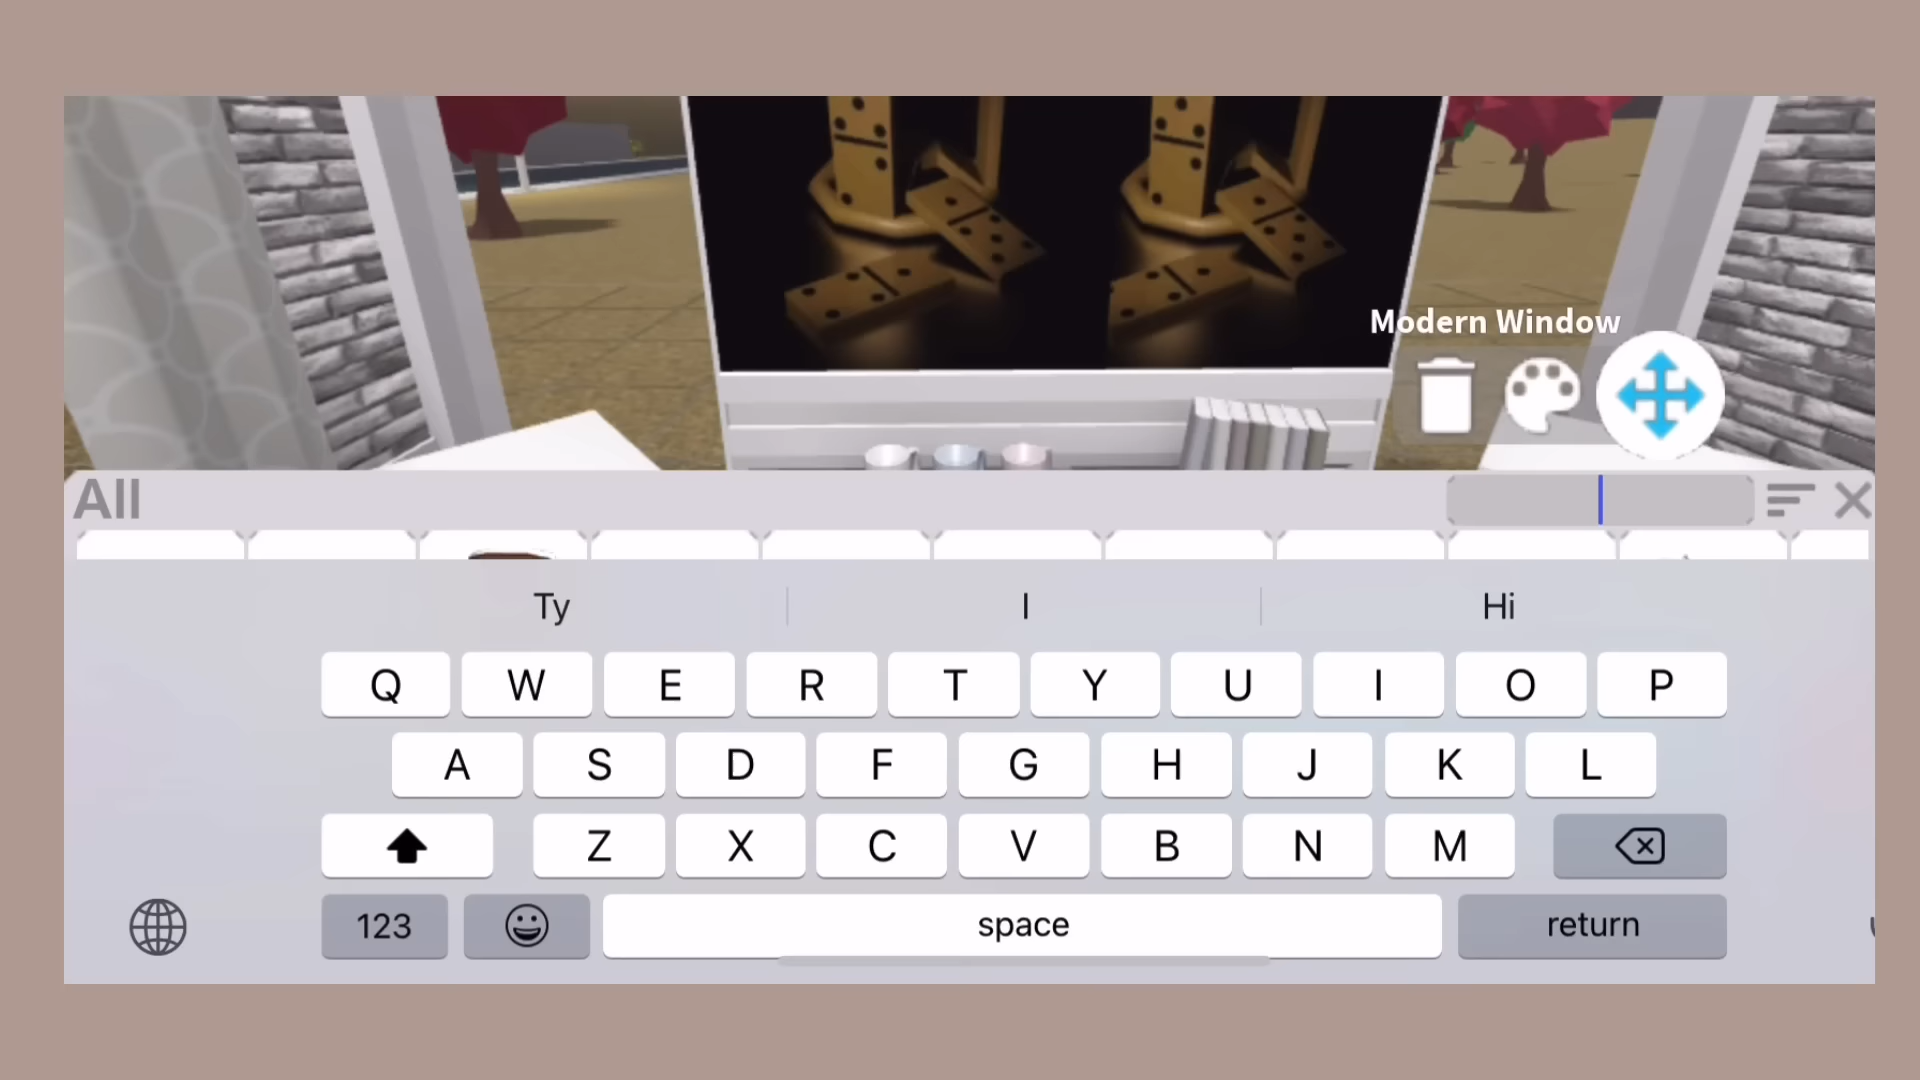 Modern Window
All
Ty I Hi
Q W E R T Y U I O P
A S D F G H J K L
Z X C V B N M
123 space return